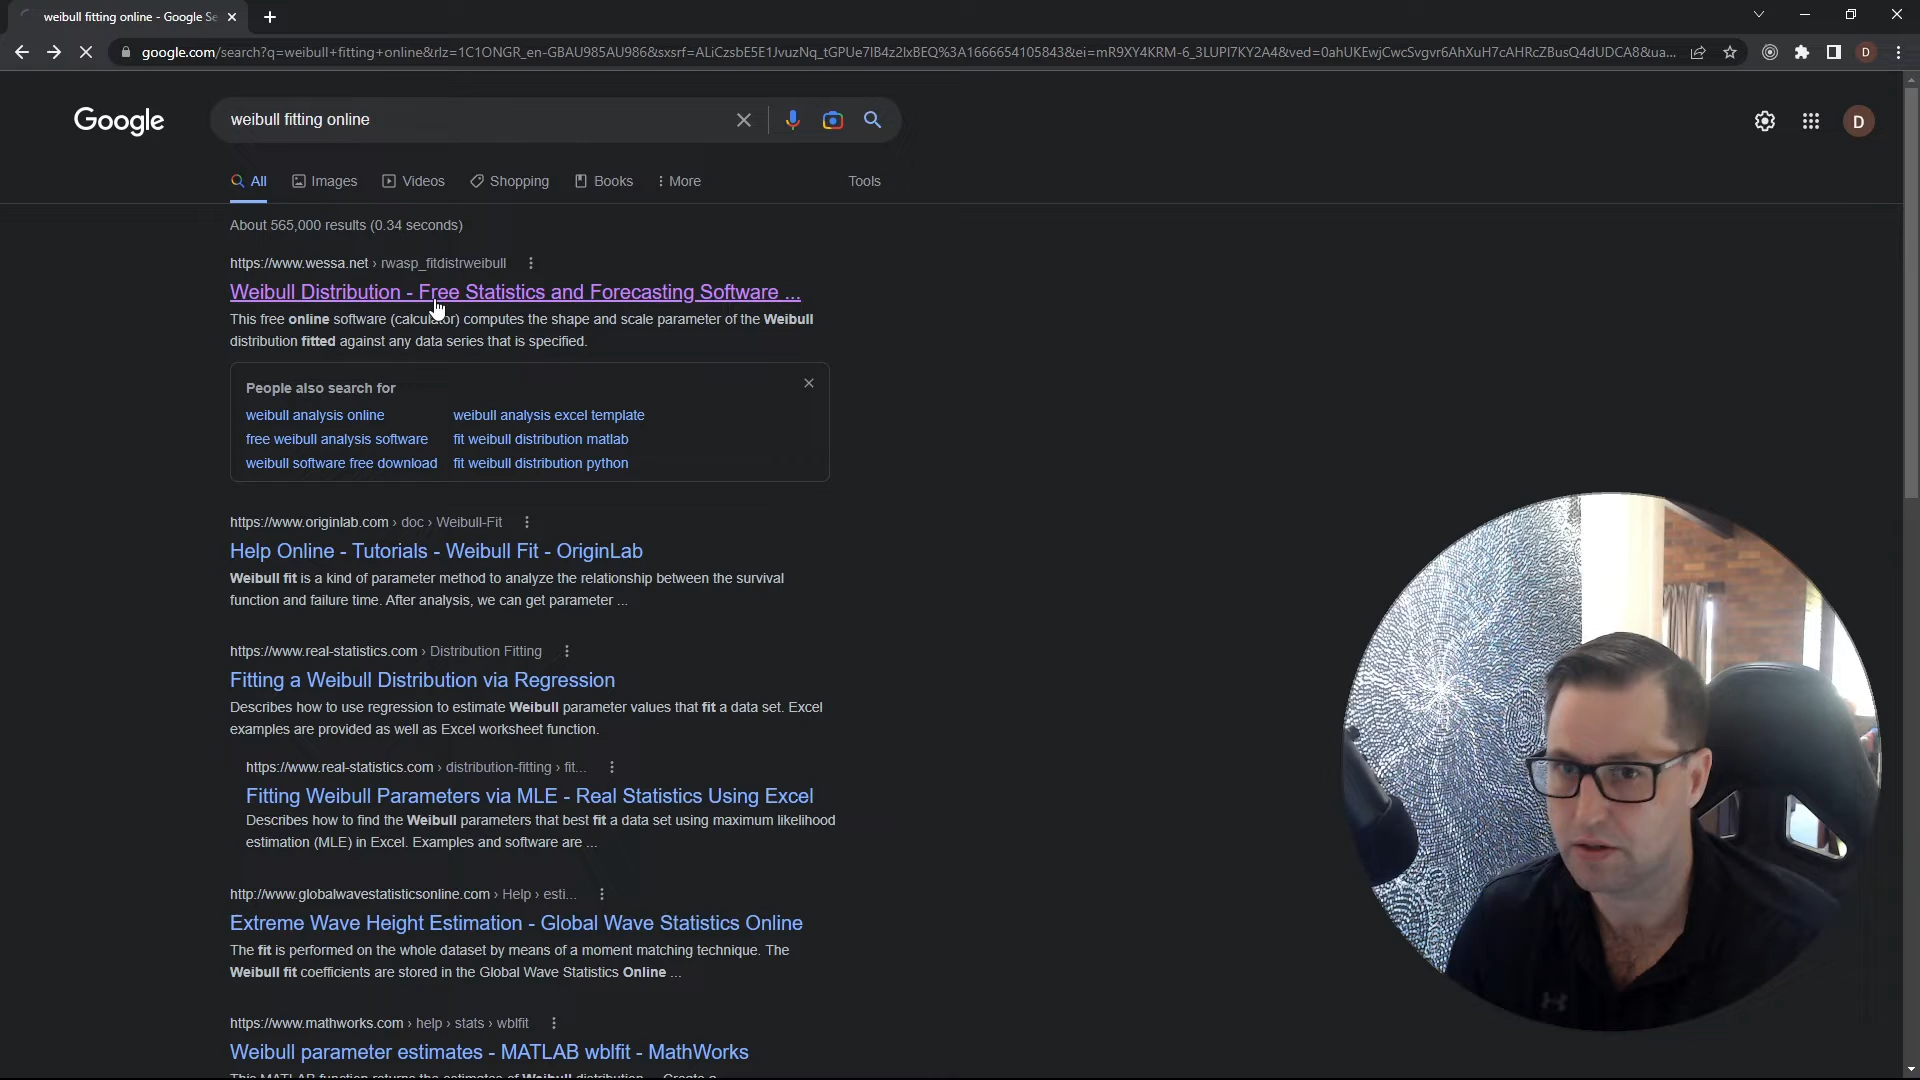 weibull fitting online - Google Se
google.com/search?q=weibull+fitting+online&rlz=1C1ONGR_en-GBAU985AU986&sxsrf=ALiCzsbE5E1JvuzNq_tGPUe7lB4z2lxBEQ%3A1666654105843&ei=mR9XY4KRM-6_3LUPl7KY2A4&ved=0ahUKEwjCwcSvgvr6AhXuH7cAHRcZBusQ4dUDCA8&ua...
D
Google
weibull fitting online
D
All
Images
Videos
Shopping
Books
More
Tools
About 565,000 results (0.34 seconds)
https://www.wessa.net › rwasp_fitdistrweibull
Weibull Distribution - Free Statistics and Forecasting Software ...
This free online software (calculator) computes the shape and scale parameter of the Weibull
distribution fitted against any data series that is specified.
People also search for
weibull analysis online weibull analysis excel template
free weibull analysis software fit weibull distribution matlab
weibull software free download fit weibull distribution python
https://www.originlab.com › doc › Weibull-Fit
Help Online - Tutorials - Weibull Fit - OriginLab
Weibull fit is a kind of parameter method to analyze the relationship between the survival
function and failure time. After analysis, we can get parameter ...
https://www.real-statistics.com › Distribution Fitting
Fitting a Weibull Distribution via Regression
Describes how to use regression to estimate Weibull parameter values that fit a data set. Excel
examples are provided as well as Excel worksheet function.
https://www.real-statistics.com › distribution-fitting › fit...
Fitting Weibull Parameters via MLE - Real Statistics Using Excel
Describes how to find the Weibull parameters that best fit a data set using maximum likelihood
estimation (MLE) in Excel. Examples and software are ...
http://www.globalwavestatisticsonline.com › Help › esti...
Extreme Wave Height Estimation - Global Wave Statistics Online
The fit is performed on the whole dataset by means of a moment matching technique. The
Weibull fit coefficients are stored in the Global Wave Statistics Online ...
https://www.mathworks.com › help › stats › wblfit
Weibull parameter estimates - MATLAB wblfit - MathWorks